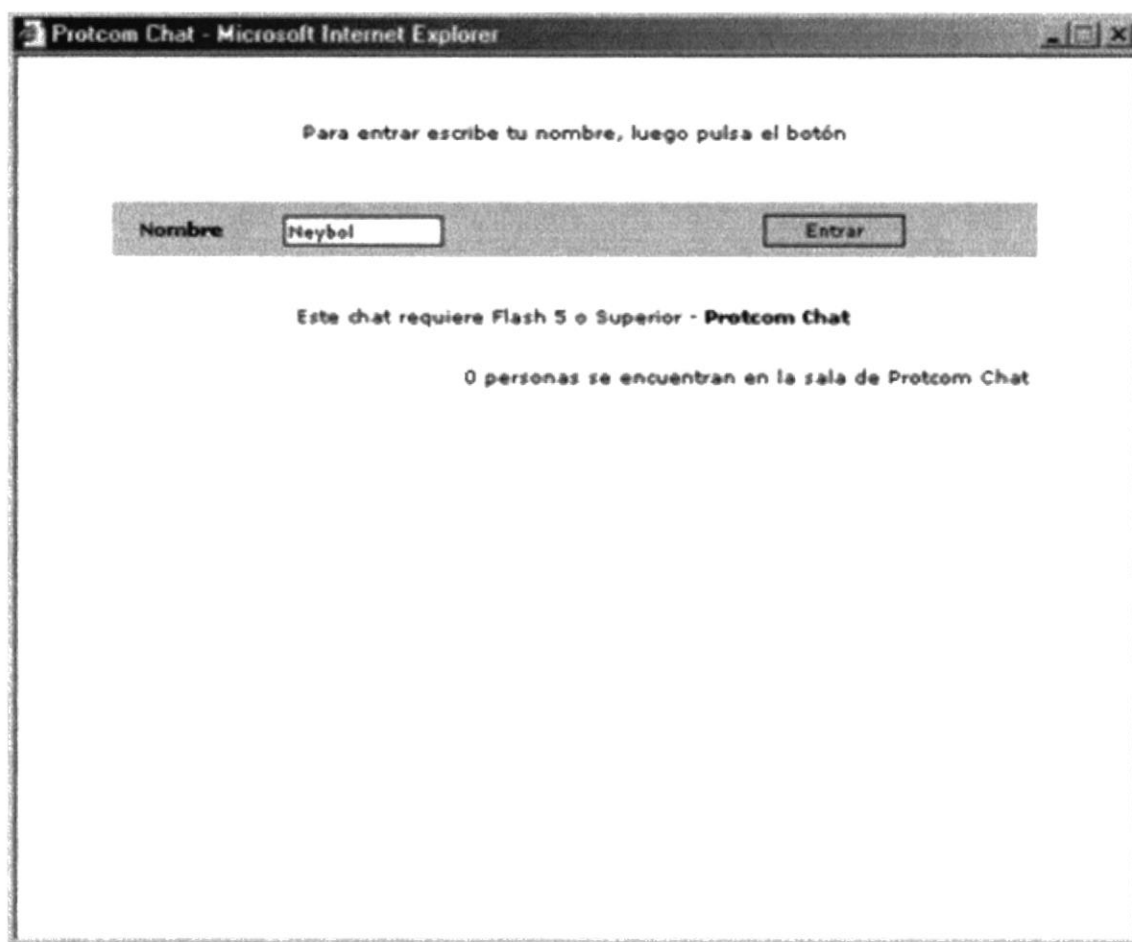 Protcom Chat - Microsoft Internet Explorer
Para entrar escribe tu nombre, luego pulsa el botón
Nombre Neybol Entrar
Este chat requiere Flash 5 o Superior - Protcom Chat
0 personas se encuentran en la sala de Protcom Chat